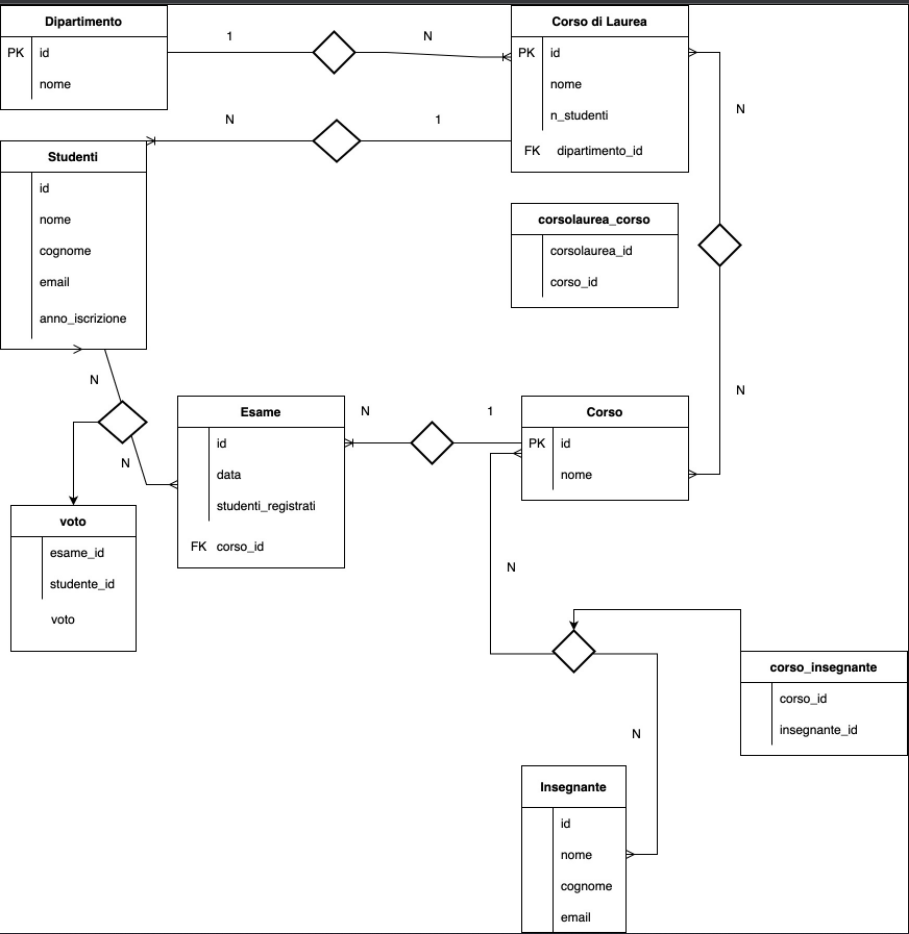 Dipartimento
PK id
nome
1
N
Corso di Laurea
PK id
nome
n_studenti
FK dipartimento_id
N
N
1
Studenti
id
nome
cognome
email
anno_iscrizione
corsolaurea_corso
corsolaurea_id
corso_id
N
N
N
Esame
id
data
studenti_registrati
FK corso_id
N
1
Corso
PK id
nome
voto
esame_id
studente_id
voto
N
N
corso_insegnante
corso_id
insegnante_id
Insegnante
id
nome
cognome
email